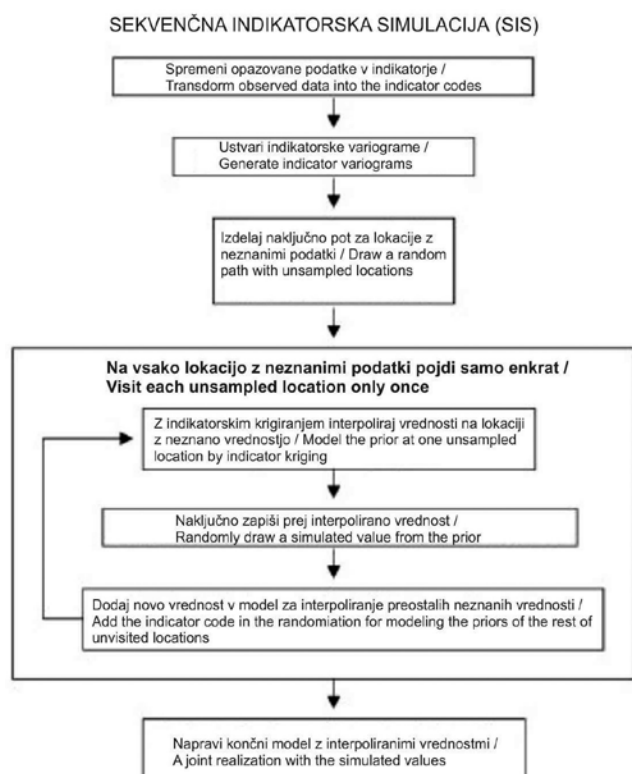 SEKVENČNA INDIKATORSKA SIMULACIJA (SIS)
Spremeni opazovane podatke v indikatorje /
Transdorm observed data into the indicator codes
Ustvari indikatorske variograme /
Generate indicator variograms
Izdelaj naključno pot za lokacije z
neznanimi podatki / Draw a random
path with unsampled locations
Na vsako lokacijo z neznanimi podatki pojdi samo enkrat /
Visit each unsampled location only once
Z indikatorskim krigiranjem interpoliraj vrednosti na lokaciji
z neznano vrednostjo / Model the prior at one unsampled
location by indicator kriging
Naključno zapiši prej interpolirano vrednost /
Randomly draw a simulated value from the prior
Dodaj novo vrednost v model za interpoliranje preostalih neznanih vrednosti /
Add the indicator code in the randomiation for modeling the priors of the rest of
unvisited locations
Napravi končni model z interpoliranimi vrednostmi /
A joint realization with the simulated values